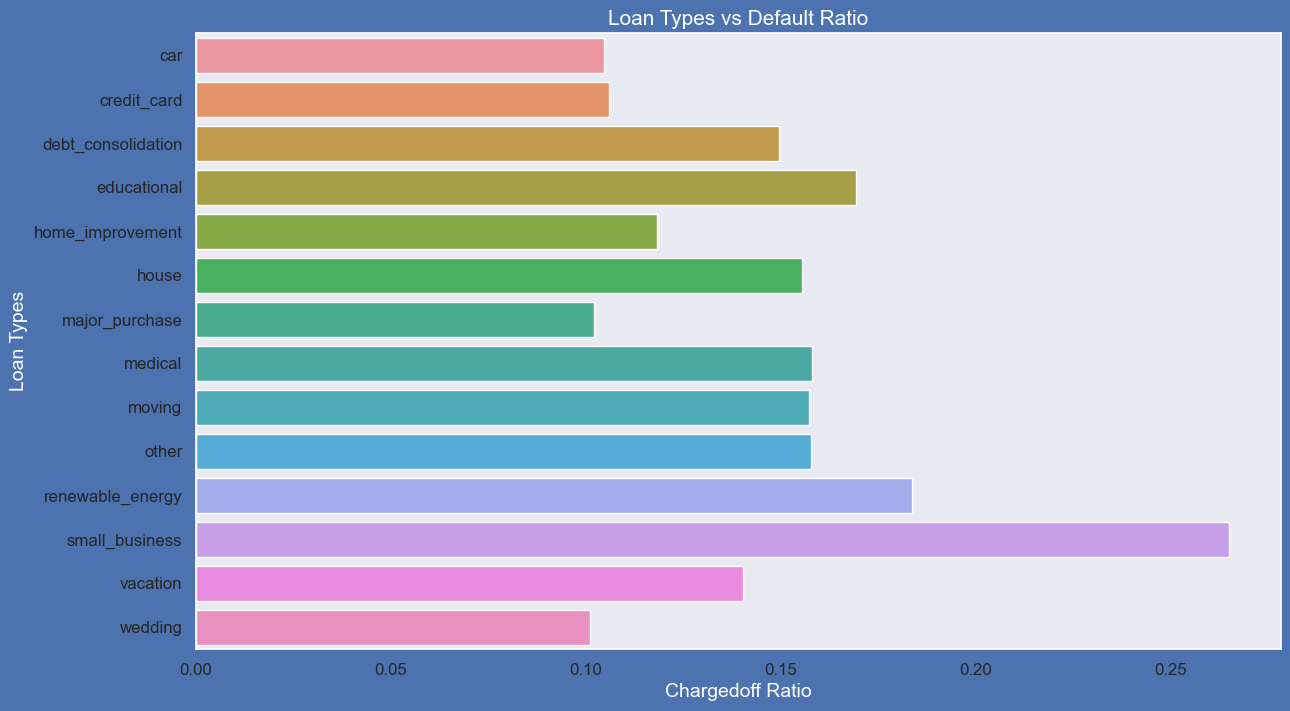 Loan Types vs Default Ratio
Loan Types
car
credit_card
debt_consolidation
educational
home_improvement
house
major_purchase
medical
moving
other
renewable_energy
small_business
vacation
wedding
0.00 0.05 0.10 0.15 0.20 0.25
Chargedoff Ratio